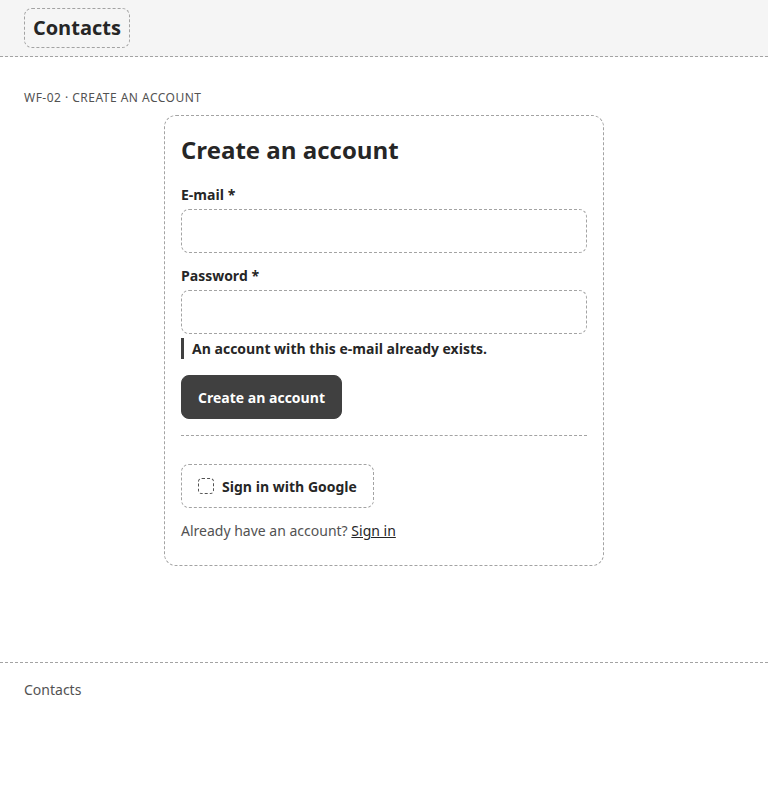 Contacts
WF-02 · CREATE AN ACCOUNT
Create an account
E-mail *
Password *
An account with this e-mail already exists.
Create an account
Sign in with Google
Already have an account? Sign in
Contacts